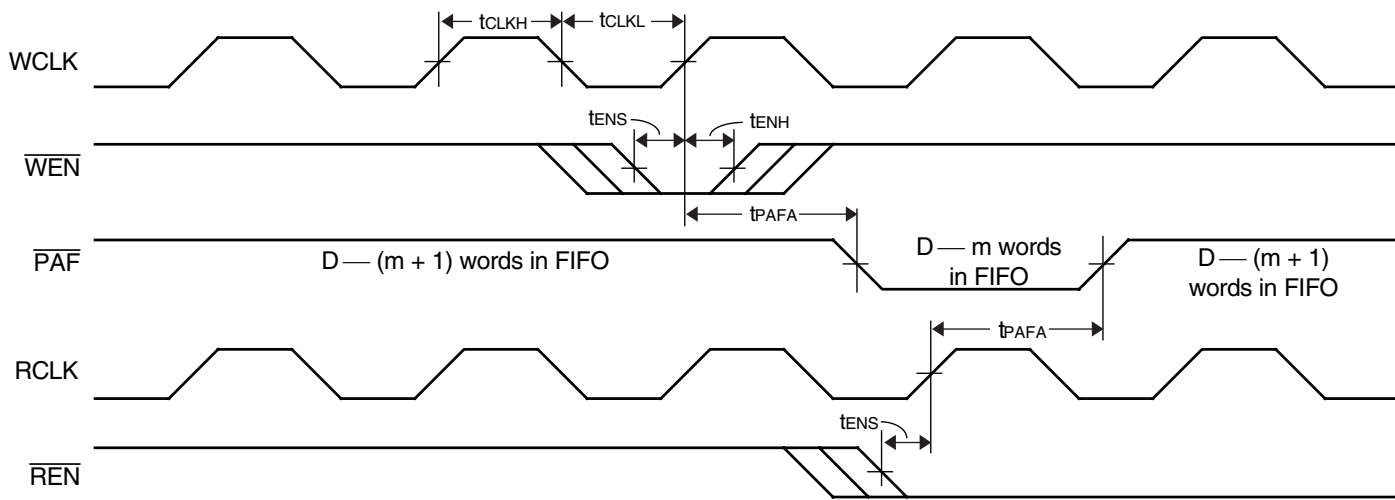 tCLKH
tCLKL
WCLK
tENS
tENH
WEN
tPAFA
PAF
D — (m + 1) words in FIFO
D — m words
in FIFO
D — (m + 1)
words in FIFO
tPAFA
RCLK
tENS
REN